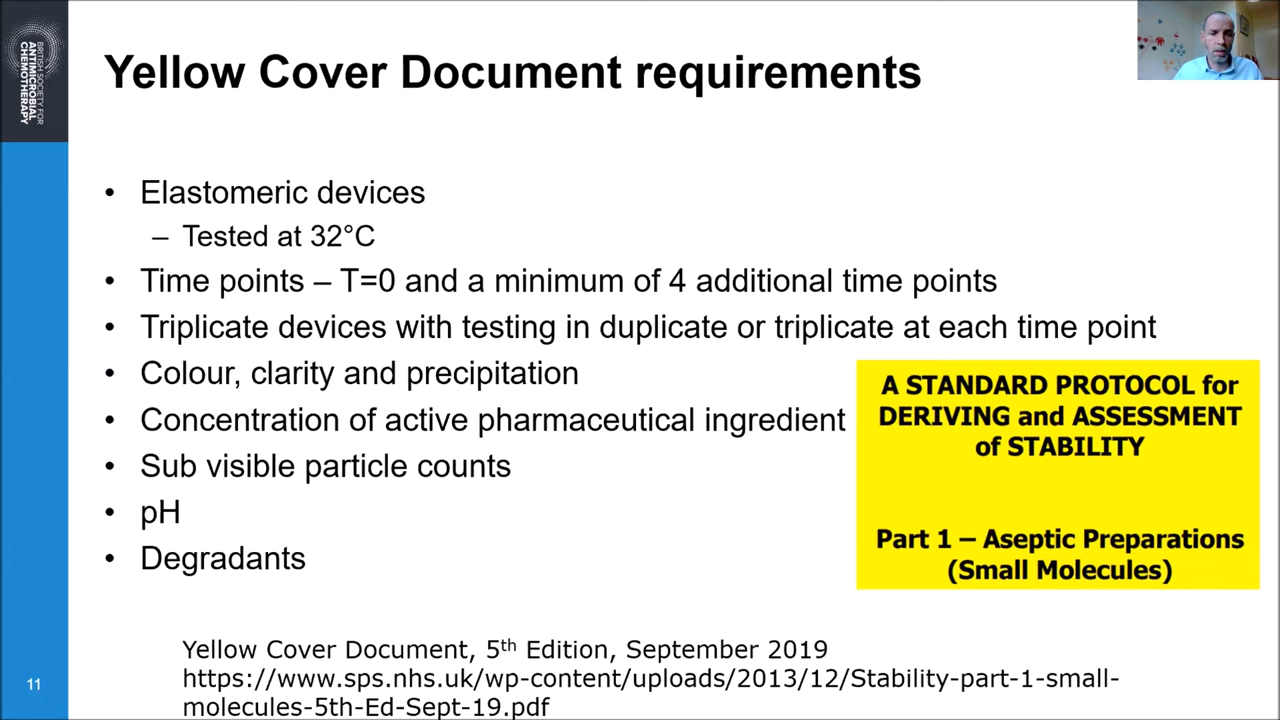 BRITISH SOCIETY FOR
ANTIMICROBIAL
CHEMOTHERAPY
Yellow Cover Document requirements
• Elastomeric devices
– Tested at 32°C
• Time points – T=0 and a minimum of 4 additional time points
• Triplicate devices with testing in duplicate or triplicate at each time point
• Colour, clarity and precipitation
• Concentration of active pharmaceutical ingredient
• Sub visible particle counts
• pH
• Degradants
A STANDARD PROTOCOL for
DERIVING and ASSESSMENT
of STABILITY
Part 1 – Aseptic Preparations
(Small Molecules)
Yellow Cover Document, 5th Edition, September 2019
https://www.sps.nhs.uk/wp-content/uploads/2013/12/Stability-part-1-small-
molecules-5th-Ed-Sept-19.pdf
11